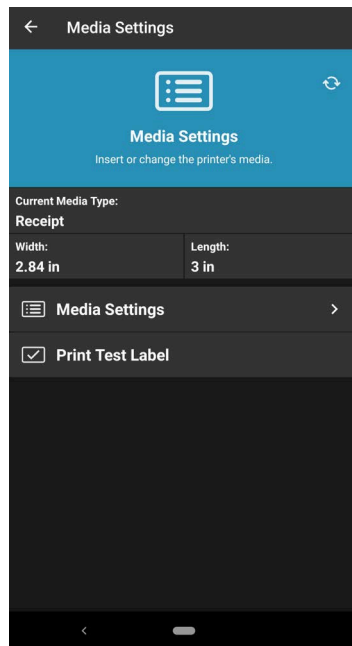 Media Settings
Media Settings
Insert or change the printer's media.
Current Media Type:
Receipt
Width:
2.84 in
Length:
3 in
Media Settings
Print Test Label